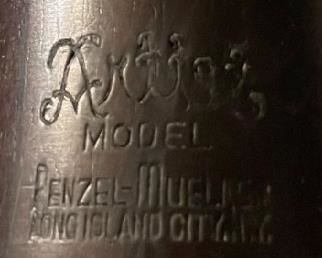 Artist
MODEL
PENZEL-MUELLER
LONG ISLAND CITY. N.Y.